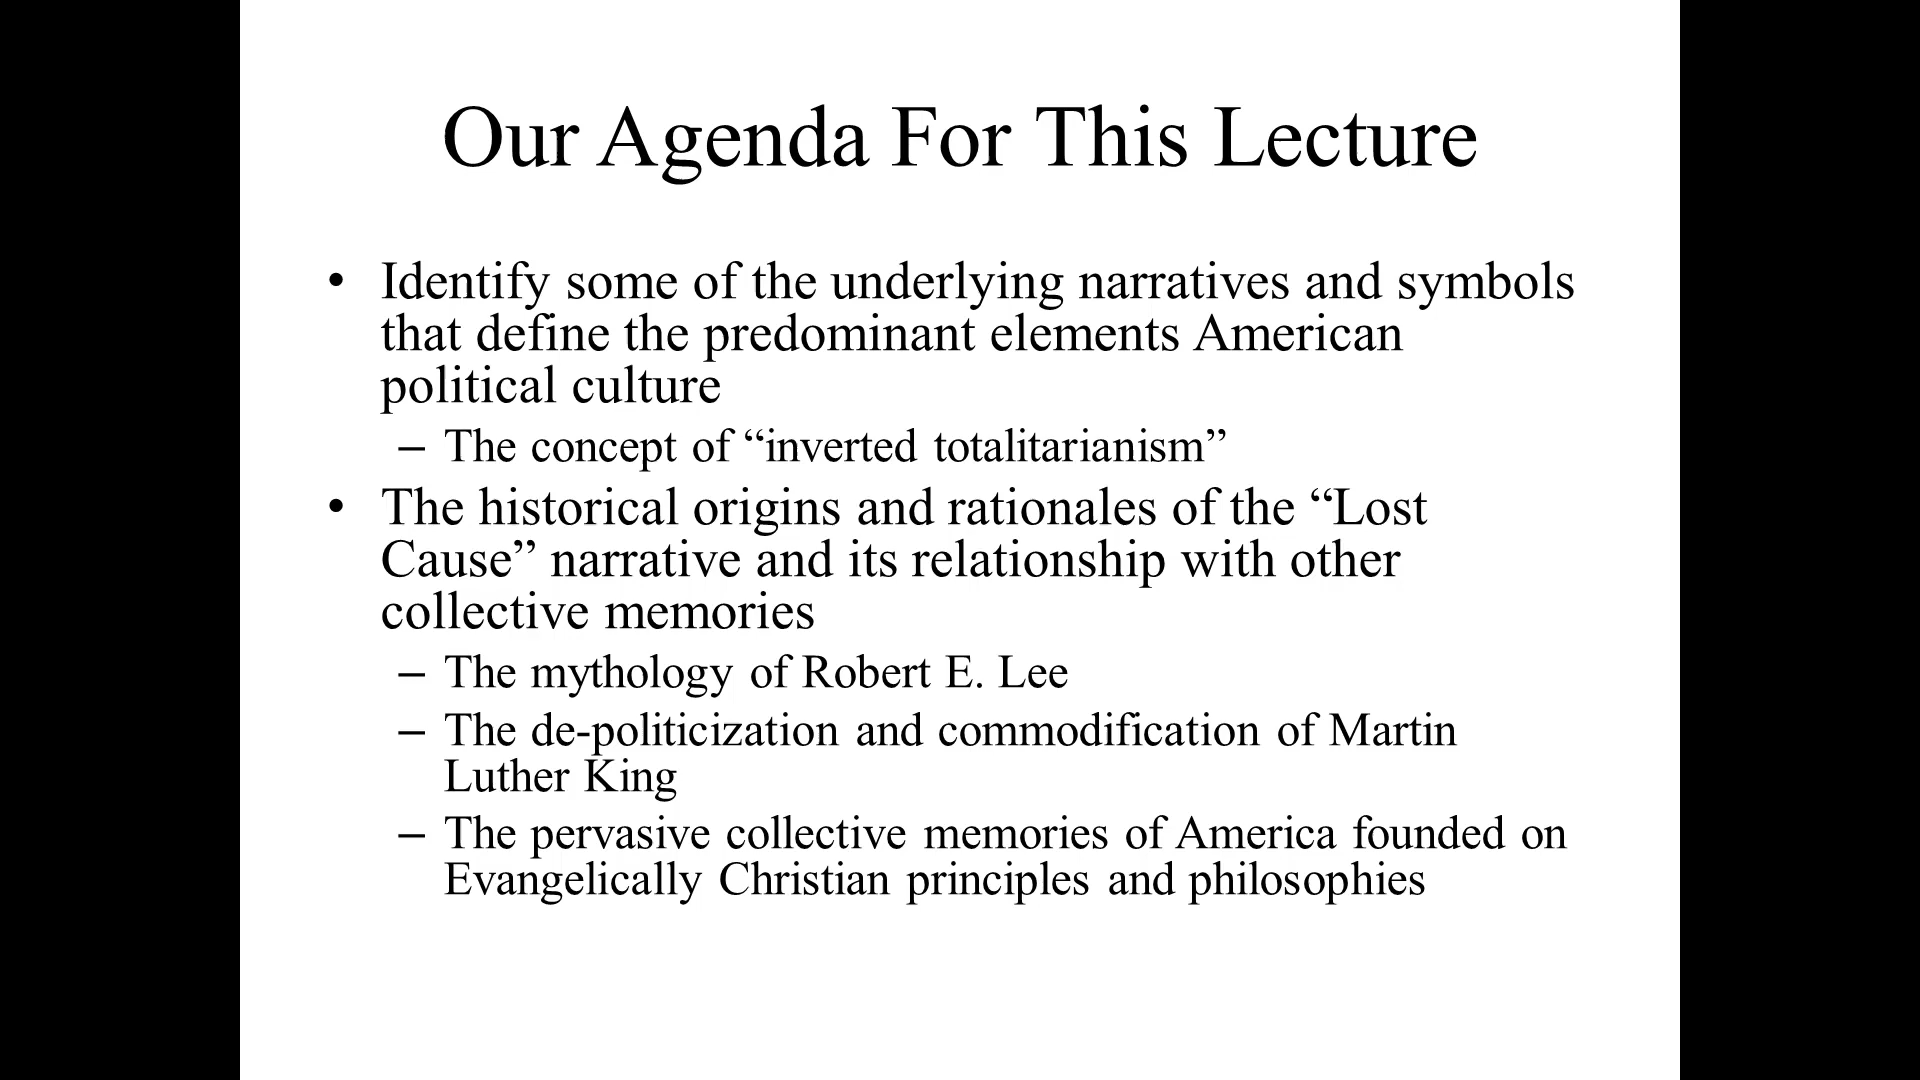 Our Agenda For This Lecture
• Identify some of the underlying narratives and symbols
that define the predominant elements American
political culture
– The concept of “inverted totalitarianism”
• The historical origins and rationales of the “Lost
Cause” narrative and its relationship with other
collective memories
– The mythology of Robert E. Lee
– The de-politicization and commodification of Martin
Luther King
– The pervasive collective memories of America founded on
Evangelically Christian principles and philosophies